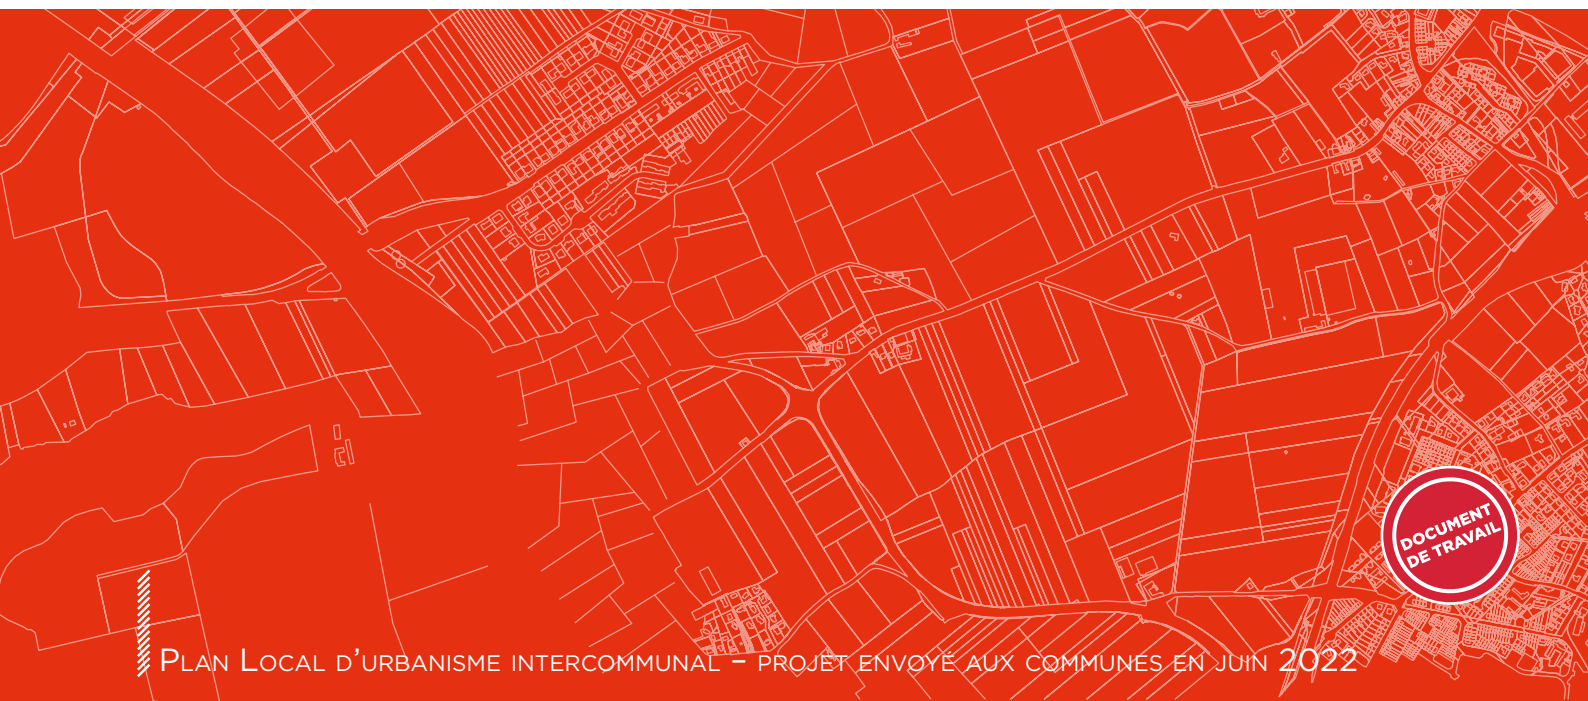 DOCUMENT
DE TRAVAIL
Plan Local d'urbanisme intercommunal – projet envoyé aux communes en juin 2022